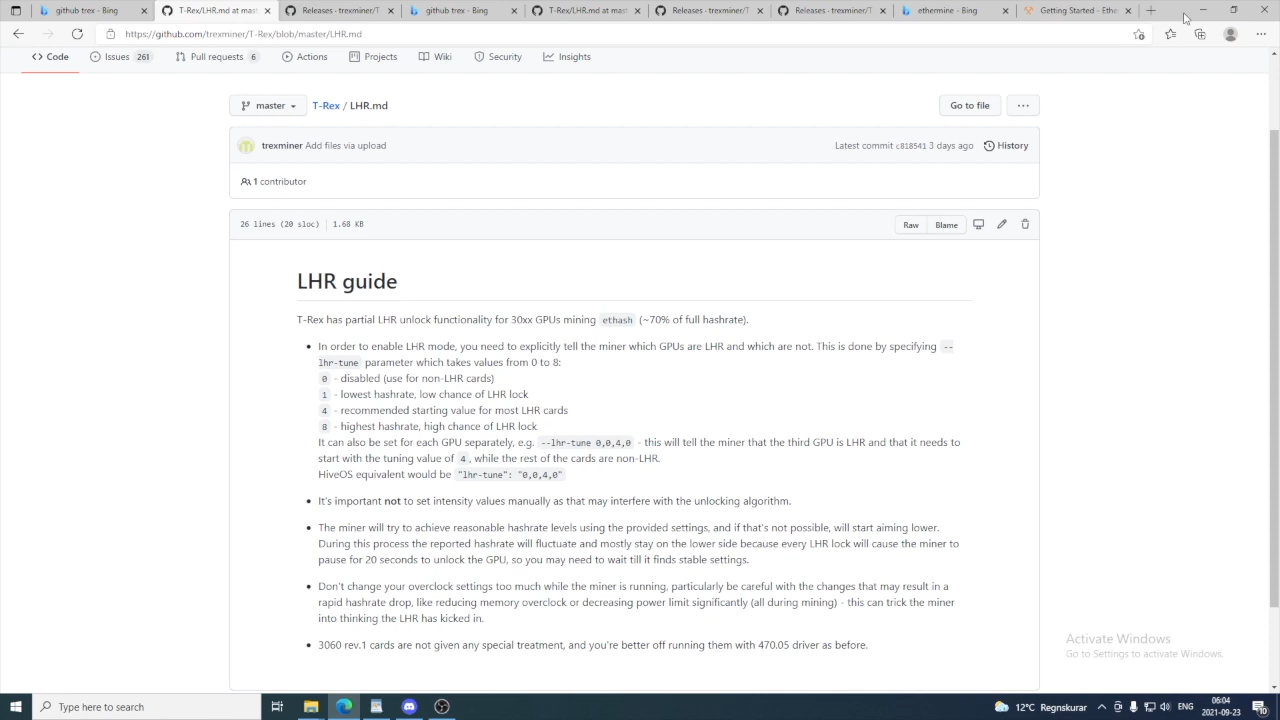 github trex - Bing
T-Rex/LHR.md at mas
Releases · trexminer/T
github trex - Bing
T-Rex/LHR.md at mas
Releases · trexminer/T
Releases · trexminer/T
ethermine - Bing
Getting Started - Ether
https://github.com/trexminer/T-Rex/blob/master/LHR.md
Code
Issues 261
Pull requests 6
Actions
Projects
Wiki
Security
Insights
master
T-Rex / LHR.md
Go to file
trexminer Add files via upload
Latest commit c818541 3 days ago
History
1 contributor
26 lines (20 sloc) 1.68 KB
Raw
Blame
LHR guide
T-Rex has partial LHR unlock functionality for 30xx GPUs mining ethash (~70% of full hashrate).
• In order to enable LHR mode, you need to explicitly tell the miner which GPUs are LHR and which are not. This is done by specifying --
lhr-tune parameter which takes values from 0 to 8:
0 - disabled (use for non-LHR cards)
1 - lowest hashrate, low chance of LHR lock
4 - recommended starting value for most LHR cards
8 - highest hashrate, high chance of LHR lock
It can also be set for each GPU separately, e.g. --lhr-tune 0,0,4,0 - this will tell the miner that the third GPU is LHR and that it needs to
start with the tuning value of 4, while the rest of the cards are non-LHR.
HiveOS equivalent would be "lhr-tune": "0,0,4,0"
• It's important not to set intensity values manually as that may interfere with the unlocking algorithm.
• The miner will try to achieve reasonable hashrate levels using the provided settings, and if that's not possible, will start aiming lower.
During this process the reported hashrate will fluctuate and mostly stay on the lower side because every LHR lock will cause the miner to
pause for 20 seconds to unlock the GPU, so you may need to wait till it finds stable settings.
• Don't change your overclock settings too much while the miner is running, particularly be careful with the changes that may result in a
rapid hashrate drop, like reducing memory overclock or decreasing power limit significantly (all during mining) - this can trick the miner
into thinking the LHR has kicked in.
• 3060 rev.1 cards are not given any special treatment, and you're better off running them with 470.05 driver as before.
Activate Windows
Go to Settings to activate Windows.
Type here to search
12°C Regnskurar
ENG
06:04
2021-09-23
10